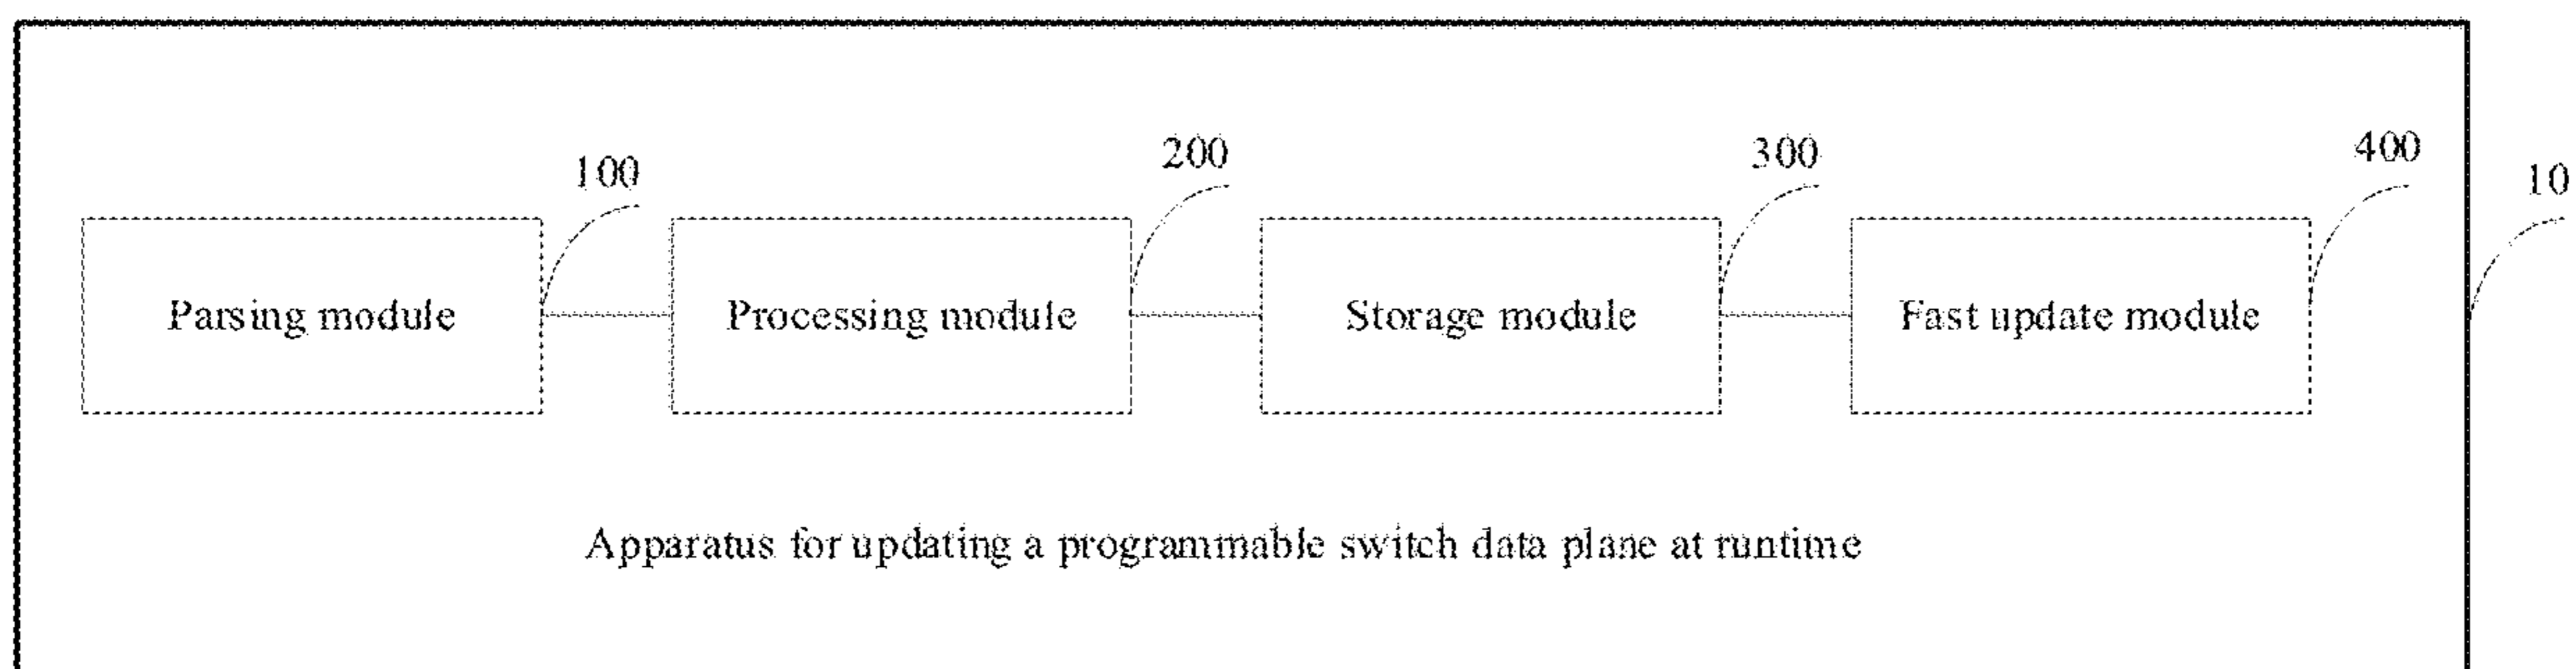 100
200
300
400
10
Parsing module
Processing module
Storage module
Fast update module
Apparatus for updating a programmable switch data plane at runtime